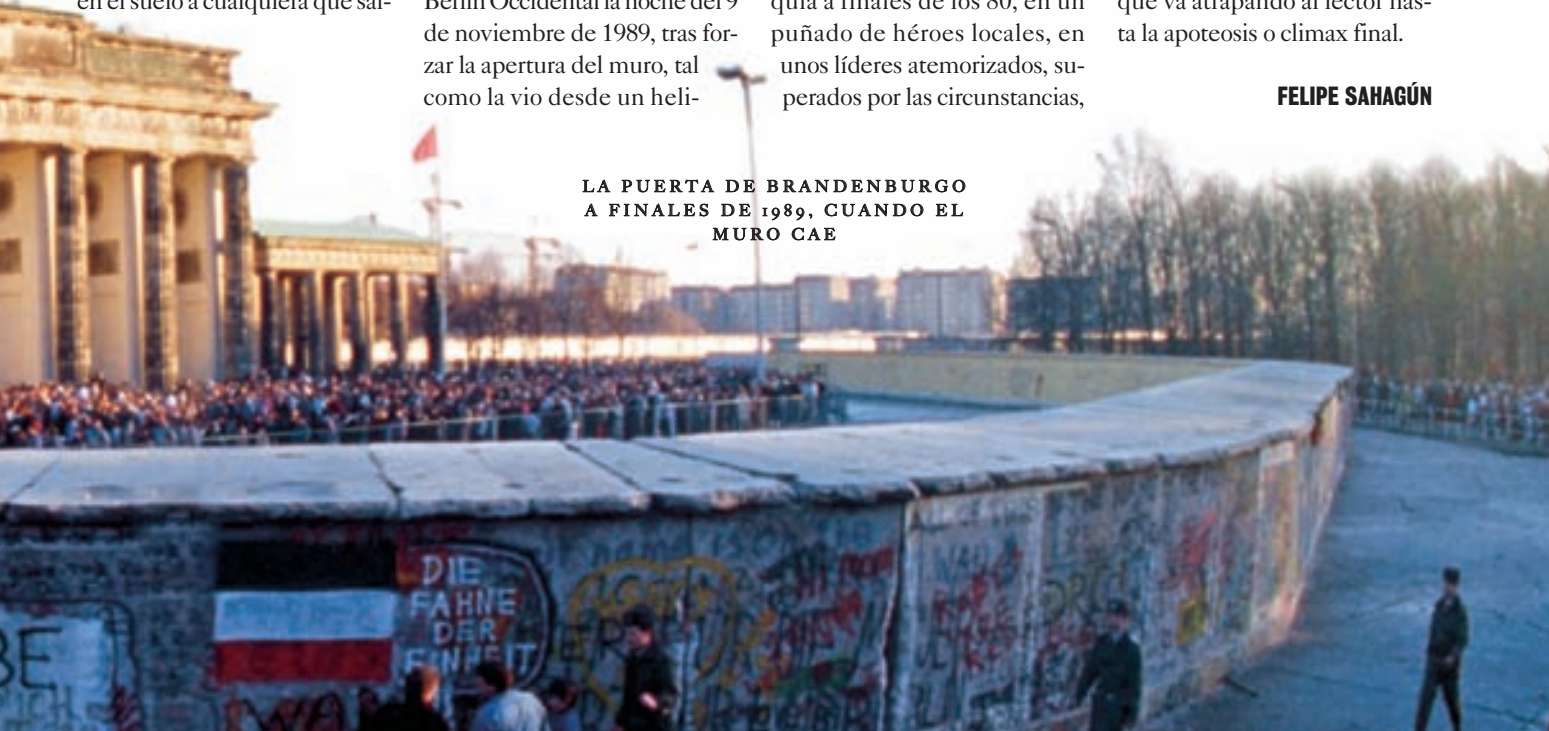 en el suelo a cualquiera que sal-
Berlín Occidental la noche del 9
de noviembre de 1989, tras for-
zar la apertura del muro, tal
como la vio desde un heli-
quía a finales de los 80, en un
puñado de héroes locales, en
unos líderes atemorizados, su-
perados por las circunstancias,
que va atrapando al lector has-
ta la apoteosis o climax final.
FELIPE SAHAGÚN
LA PUERTA DE BRANDENBURGO
A FINALES DE 1989, CUANDO EL
MURO CAE
DIE
FAHNE
DER
EINHEIT